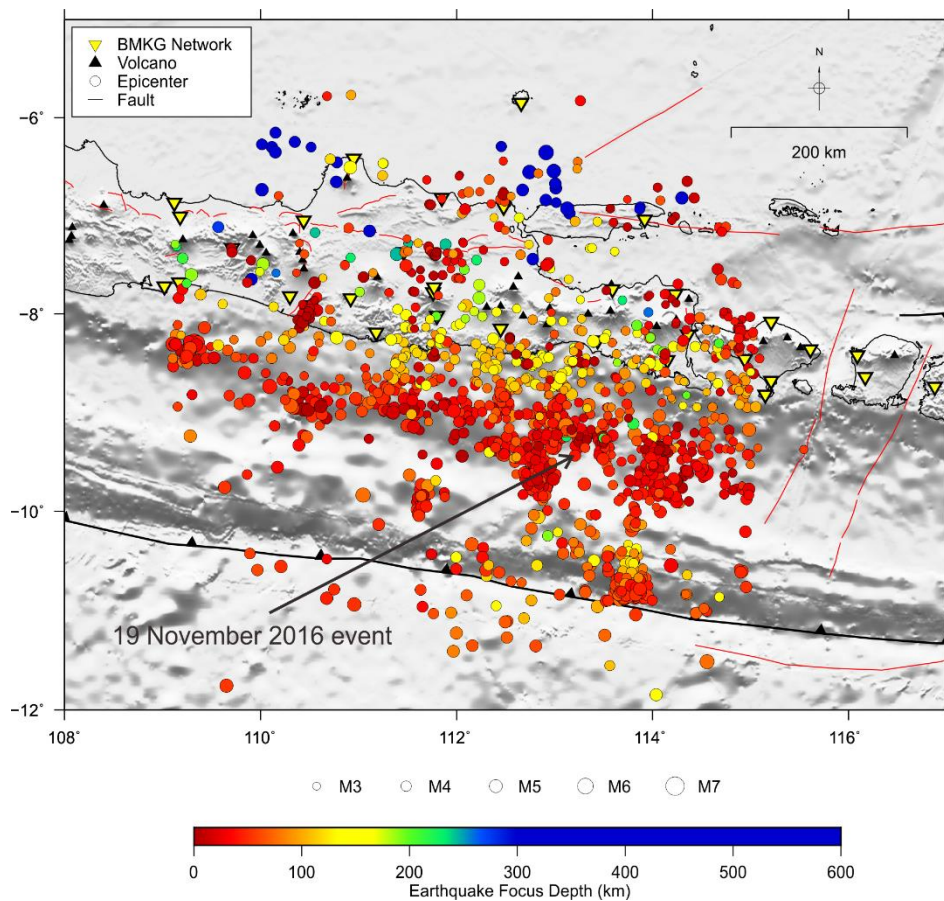 BMKG Network
Volcano
Epicenter
Fault
N
200 km
−6˚
−8˚
−10˚
−12˚
19 November 2016 event
108˚ 110˚ 112˚ 114˚ 116˚
M3 M4 M5 M6 M7
0 100 200 300 400 500 600
Earthquake Focus Depth (km)